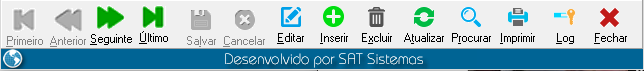 Primeiro Anterior Seguinte Último Salvar Cancelar Editar Inserir Excluir Atualizar Procurar Imprimir Log Fechar
Desenvolvido por SAT Sistemas